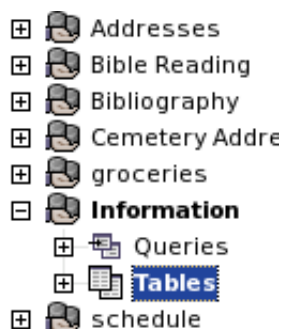 Addresses
Bible Reading
Bibliography
Cemetery Addre
groceries
Information
Queries
Tables
schedule